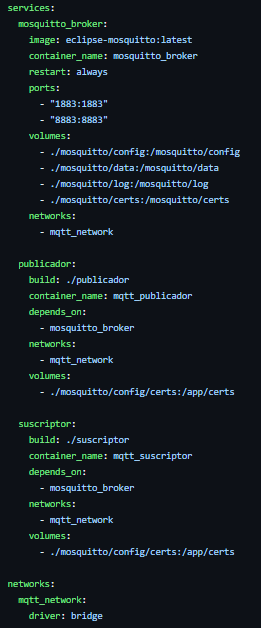 services:
  mosquitto_broker:
    image: eclipse-mosquitto:latest
    container_name: mosquitto_broker
    restart: always
    ports:
      - "1883:1883"
      - "8883:8883"
    volumes:
      - ./mosquitto/config:/mosquitto/config
      - ./mosquitto/data:/mosquitto/data
      - ./mosquitto/log:/mosquitto/log
      - ./mosquitto/certs:/mosquitto/certs
    networks:
      - mqtt_network

  publicador:
    build: ./publicador
    container_name: mqtt_publicador
    depends_on:
      - mosquitto_broker
    networks:
      - mqtt_network
    volumes:
      - ./mosquitto/config/certs:/app/certs

  suscriptor:
    build: ./suscriptor
    container_name: mqtt_suscriptor
    depends_on:
      - mosquitto_broker
    networks:
      - mqtt_network
    volumes:
      - ./mosquitto/config/certs:/app/certs

networks:
  mqtt_network:
    driver: bridge